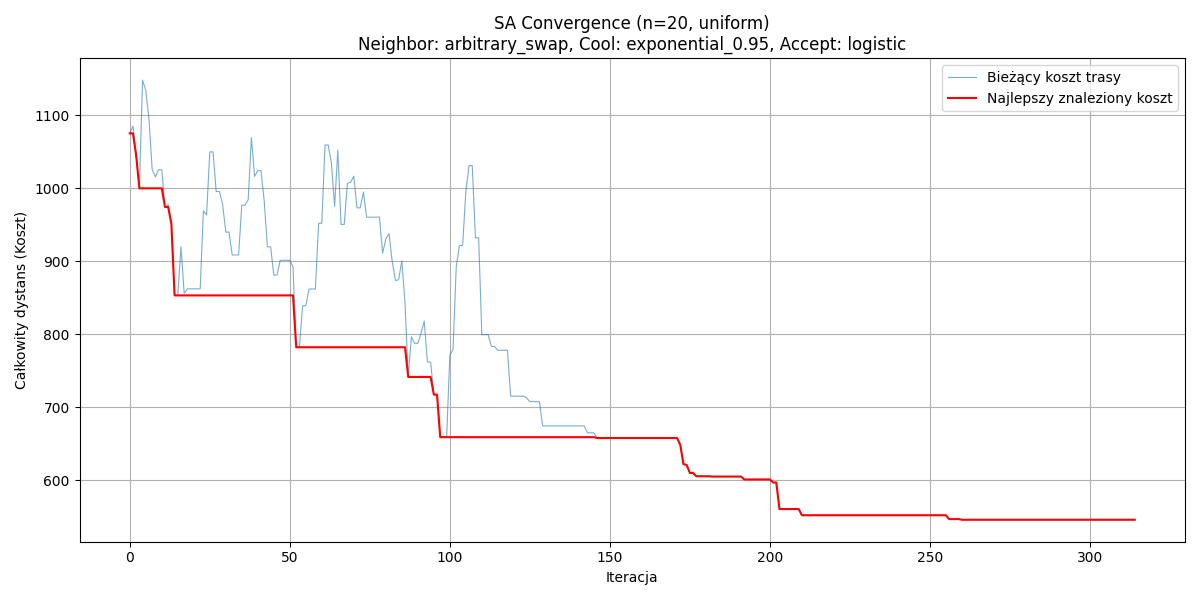 SA Convergence (n=20, uniform)
Neighbor: arbitrary_swap, Cool: exponential_0.95, Accept: logistic
Bieżący koszt trasy
Najlepszy znaleziony koszt
Całkowity dystans (Koszt)
1100
1000
900
800
700
600
0 50 100 150 200 250 300
Iteracja